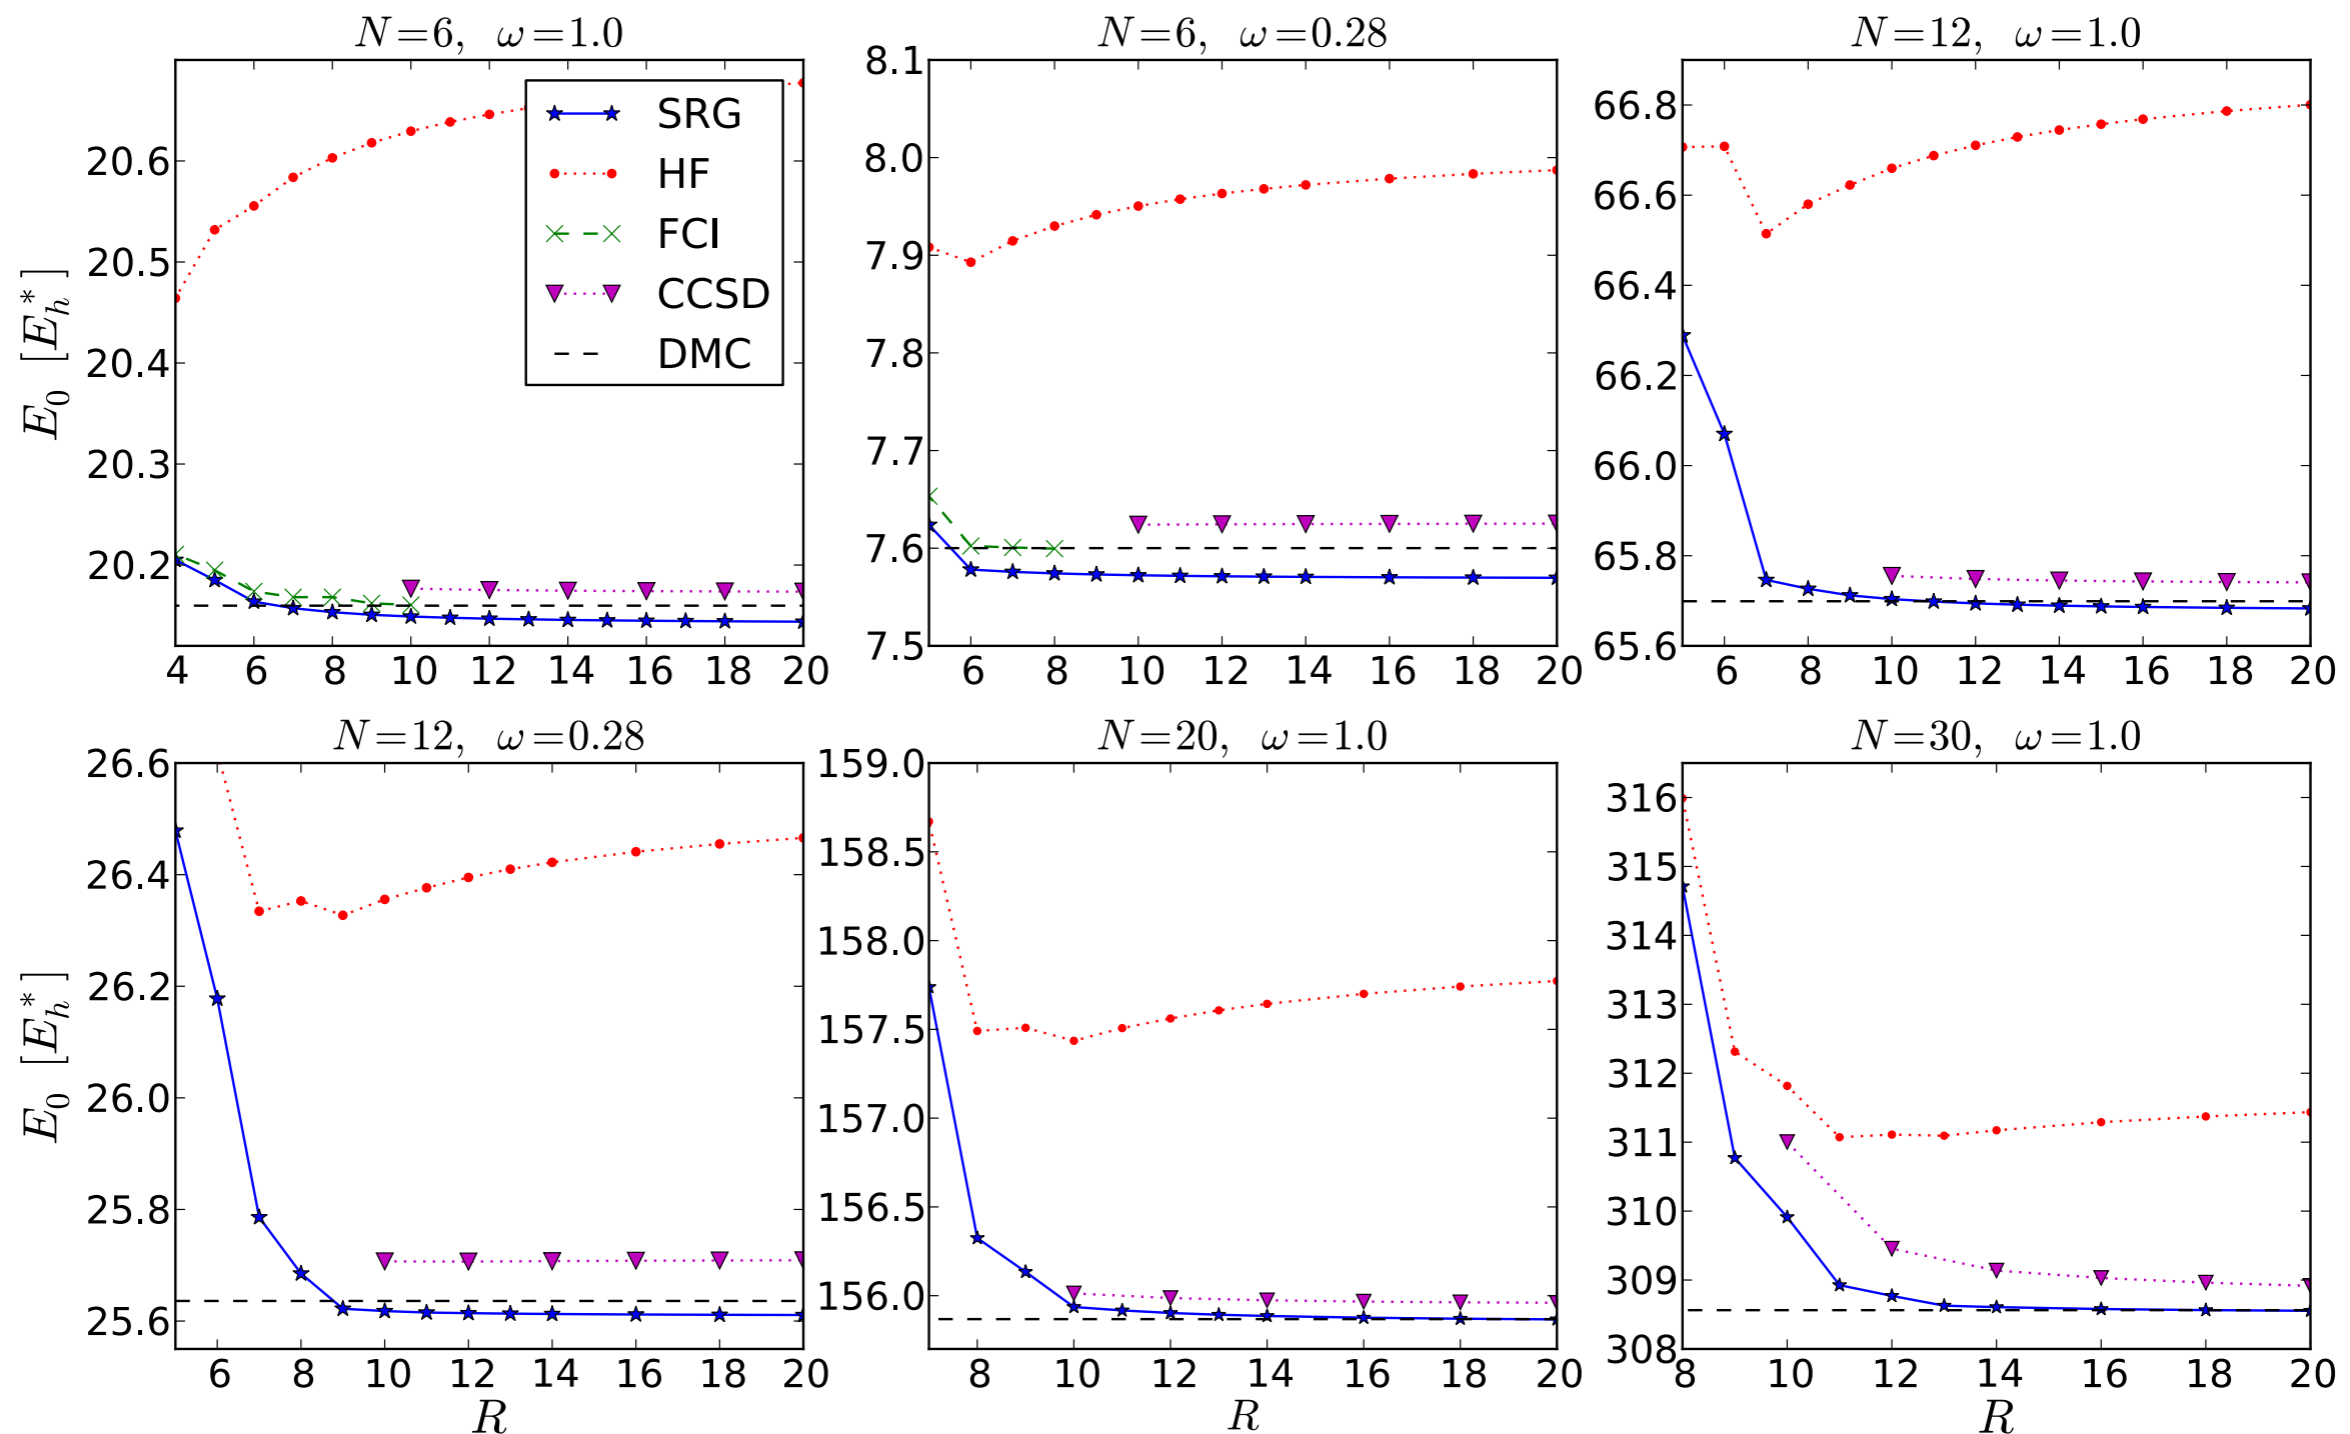 N=6, ω=1.0
N=6, ω=0.28
N=12, ω=1.0
E₀ [E*ₕ]
20.6
20.5
20.4
20.3
20.2
4 6 8 10 12 14 16 18 20
SRG
HF
FCI
CCSD
DMC
8.1
8.0
7.9
7.8
7.7
7.6
7.5
6 8 10 12 14 16 18 20
66.8
66.6
66.4
66.2
66.0
65.8
65.6
6 8 10 12 14 16 18 20
N=12, ω=0.28
N=20, ω=1.0
N=30, ω=1.0
E₀ [E*ₕ]
26.6
26.4
26.2
26.0
25.8
25.6
6 8 10 12 14 16 18 20
R
159.0
158.5
158.0
157.5
157.0
156.5
156.0
8 10 12 14 16 18 20
R
316
315
314
313
312
311
310
309
308
8 10 12 14 16 18 20
R